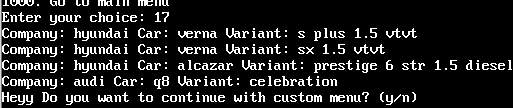 1000. Go to main menu
Enter your choice: 17
Company: hyundai Car: verna Variant: s plus 1.5 vtvt
Company: hyundai Car: verna Variant: sx 1.5 vtvt
Company: hyundai Car: alcazar Variant: prestige 6 str 1.5 diesel
Company: audi Car: q8 Variant: celebration
Heyy Do you want to continue with custom menu? (y/n)